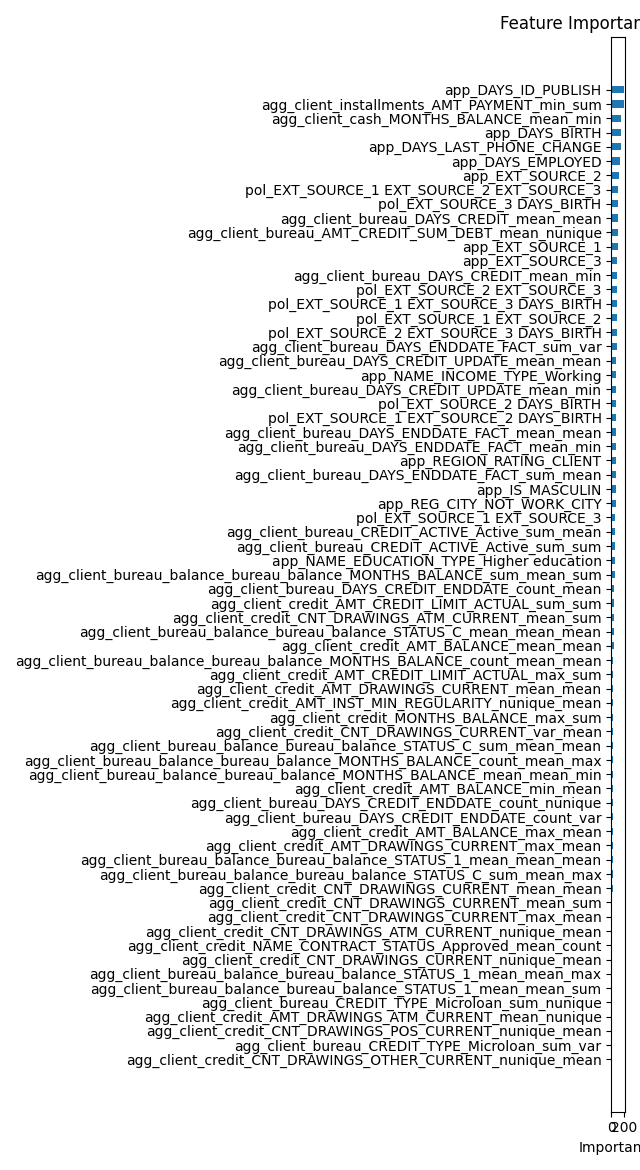 Feature Importan
app_DAYS_ID_PUBLISH
agg_client_installments_AMT_PAYMENT_min_sum
agg_client_cash_MONTHS_BALANCE_mean_min
app_DAYS_BIRTH
app_DAYS_LAST_PHONE_CHANGE
app_DAYS_EMPLOYED
app_EXT_SOURCE_2
pol_EXT_SOURCE_1 EXT_SOURCE_2 EXT_SOURCE_3
pol_EXT_SOURCE_3 DAYS_BIRTH
agg_client_bureau_DAYS_CREDIT_mean_mean
agg_client_bureau_AMT_CREDIT_SUM_DEBT_mean_nunique
app_EXT_SOURCE_1
app_EXT_SOURCE_3
agg_client_bureau_DAYS_CREDIT_mean_min
pol_EXT_SOURCE_2 EXT_SOURCE_3
pol_EXT_SOURCE_1 EXT_SOURCE_3 DAYS_BIRTH
pol_EXT_SOURCE_1 EXT_SOURCE_2
pol_EXT_SOURCE_2 EXT_SOURCE_3 DAYS_BIRTH
agg_client_bureau_DAYS_ENDDATE_FACT_sum_var
agg_client_bureau_DAYS_CREDIT_UPDATE_mean_mean
app_NAME_INCOME_TYPE_Working
agg_client_bureau_DAYS_CREDIT_UPDATE_mean_min
pol_EXT_SOURCE_2 DAYS_BIRTH
pol_EXT_SOURCE_1 EXT_SOURCE_2 DAYS_BIRTH
agg_client_bureau_DAYS_ENDDATE_FACT_mean_mean
agg_client_bureau_DAYS_ENDDATE_FACT_mean_min
app_REGION_RATING_CLIENT
agg_client_bureau_DAYS_ENDDATE_FACT_sum_mean
app_IS_MASCULIN
app_REG_CITY_NOT_WORK_CITY
pol_EXT_SOURCE_1 EXT_SOURCE_3
agg_client_bureau_CREDIT_ACTIVE_Active_sum_mean
agg_client_bureau_CREDIT_ACTIVE_Active_sum_sum
app_NAME_EDUCATION_TYPE_Higher education
agg_client_bureau_balance_bureau_balance_MONTHS_BALANCE_sum_mean_sum
agg_client_bureau_DAYS_CREDIT_ENDDATE_count_mean
agg_client_credit_AMT_CREDIT_LIMIT_ACTUAL_sum_sum
agg_client_credit_CNT_DRAWINGS_ATM_CURRENT_mean_sum
agg_client_bureau_balance_bureau_balance_STATUS_C_mean_mean_mean
agg_client_credit_AMT_BALANCE_mean_mean
agg_client_bureau_balance_bureau_balance_MONTHS_BALANCE_count_mean_mean
agg_client_credit_AMT_CREDIT_LIMIT_ACTUAL_max_sum
agg_client_credit_AMT_DRAWINGS_CURRENT_mean_mean
agg_client_credit_AMT_INST_MIN_REGULARITY_nunique_mean
agg_client_credit_MONTHS_BALANCE_max_sum
agg_client_credit_CNT_DRAWINGS_CURRENT_var_mean
agg_client_bureau_balance_bureau_balance_STATUS_C_sum_mean_mean
agg_client_bureau_balance_bureau_balance_MONTHS_BALANCE_count_mean_max
agg_client_bureau_balance_bureau_balance_MONTHS_BALANCE_mean_mean_min
agg_client_credit_AMT_BALANCE_min_mean
agg_client_bureau_DAYS_CREDIT_ENDDATE_count_nunique
agg_client_bureau_DAYS_CREDIT_ENDDATE_count_var
agg_client_credit_AMT_BALANCE_max_mean
agg_client_credit_AMT_DRAWINGS_CURRENT_max_mean
agg_client_bureau_balance_bureau_balance_STATUS_1_mean_mean_mean
agg_client_bureau_balance_bureau_balance_STATUS_C_sum_mean_max
agg_client_credit_CNT_DRAWINGS_CURRENT_mean_mean
agg_client_credit_CNT_DRAWINGS_CURRENT_mean_sum
agg_client_credit_CNT_DRAWINGS_CURRENT_max_mean
agg_client_credit_CNT_DRAWINGS_ATM_CURRENT_nunique_mean
agg_client_credit_NAME_CONTRACT_STATUS_Approved_mean_count
agg_client_credit_CNT_DRAWINGS_CURRENT_nunique_mean
agg_client_bureau_balance_bureau_balance_STATUS_1_mean_mean_max
agg_client_bureau_balance_bureau_balance_STATUS_1_mean_mean_sum
agg_client_bureau_CREDIT_TYPE_Microloan_sum_nunique
agg_client_credit_AMT_DRAWINGS_ATM_CURRENT_mean_nunique
agg_client_credit_CNT_DRAWINGS_POS_CURRENT_nunique_mean
agg_client_bureau_CREDIT_TYPE_Microloan_sum_var
agg_client_credit_CNT_DRAWINGS_OTHER_CURRENT_nunique_mean
0 200
Importan